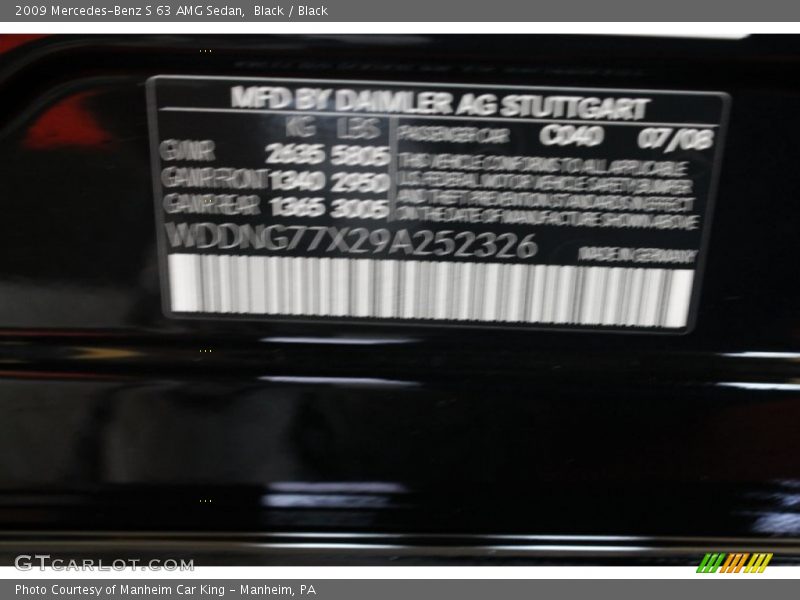 2009 Mercedes-Benz S 63 AMG Sedan, Black / Black
MFD BY DAIMLER AG STUTTGART
KG LBS PASSENGER CAR C040 07/08
GVWR 2635 5805 THIS VEHICLE CONFORMS TO ALL APPLICABLE
GAWR FRONT 1340 2950 U.S. FEDERAL MOTOR VEHICLE SAFETY BUMPER
GAWR REAR 1365 3005 AND THEFT PREVENTION STANDARDS IN EFFECT
ON THE DATE OF MANUFACTURE SHOWN ABOVE
WDDNG77X29A252326 MADE IN GERMANY
GTcarlot.com
Photo Courtesy of Manheim Car King - Manheim, PA